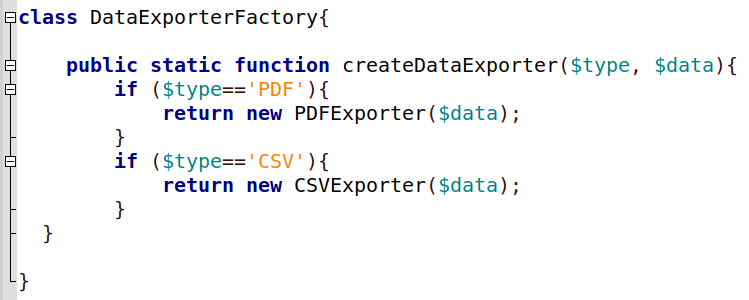 class DataExporterFactory{
public static function createDataExporter($type, $data){
if ($type=='PDF'){
return new PDFExporter($data);
}
if ($type=='CSV'){
return new CSVExporter($data);
}
}
}